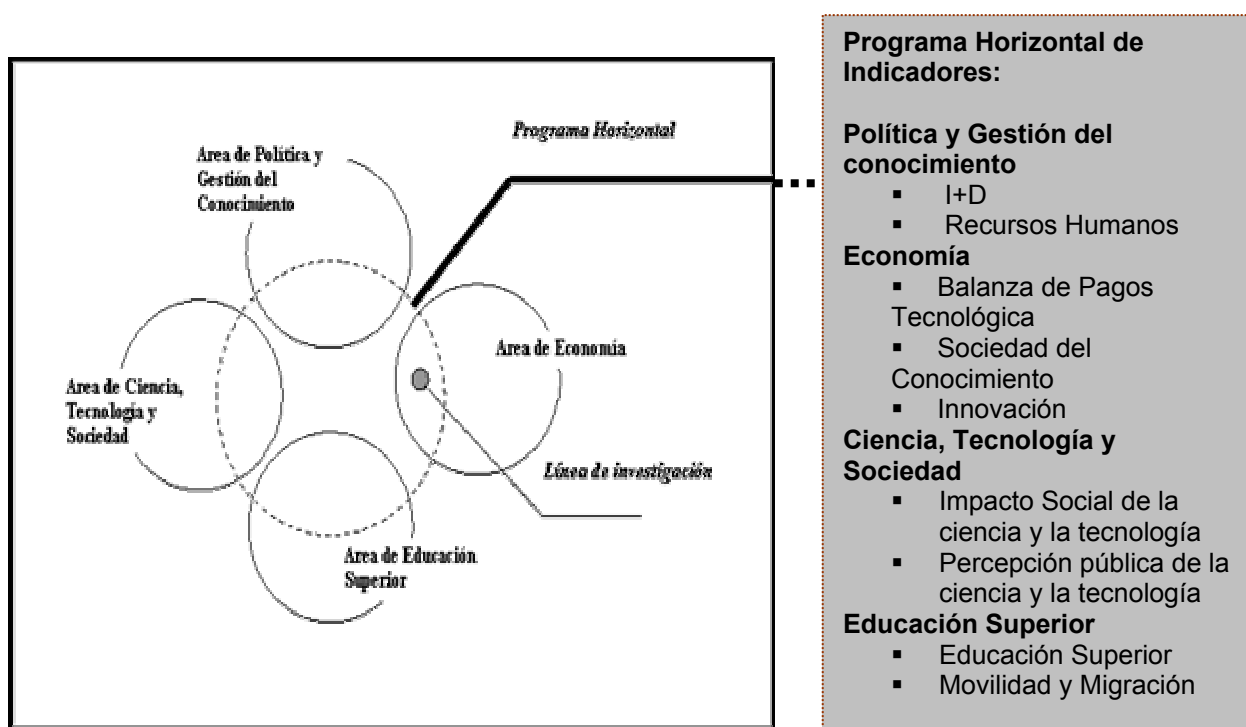 Programa Horizontal
Area de Política y
Gestión del
Conocimiento
Area de Economía
Area de Ciencia,
Tecnología y
Sociedad
Línea de investigación
Area de Educación
Superior
Programa Horizontal de
Indicadores:
Política y Gestión del
conocimiento
▪ I+D
▪ Recursos Humanos
Economía
▪ Balanza de Pagos
Tecnológica
▪ Sociedad del
Conocimiento
▪ Innovación
Ciencia, Tecnología y
Sociedad
▪ Impacto Social de la
ciencia y la tecnología
▪ Percepción pública de la
ciencia y la tecnología
Educación Superior
▪ Educación Superior
▪ Movilidad y Migración